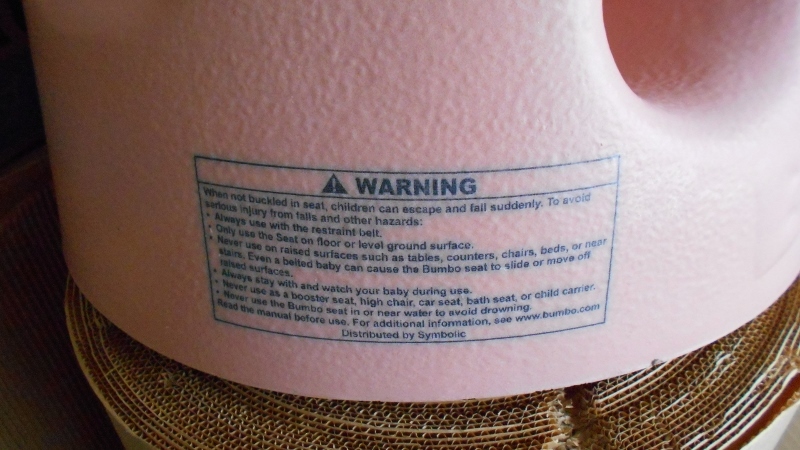 WARNING
When not buckled in seat, children can escape and fall suddenly. To avoid
serious injury from falls and other hazards:
• Always use with the restraint belt.
• Only use the Seat on floor or level ground surface.
• Never use on raised surfaces such as tables, counters, chairs, beds, or near
stairs. Even a belted baby can cause the Bumbo seat to slide or move off
raised surfaces.
• Always stay with and watch your baby during use.
• Never use as a booster seat, high chair, car seat, bath seat, or child carrier.
• Never use the Bumbo seat in or near water to avoid drowning.
Read the manual before use. For additional information, see www.bumbo.com
Distributed by Symbolic